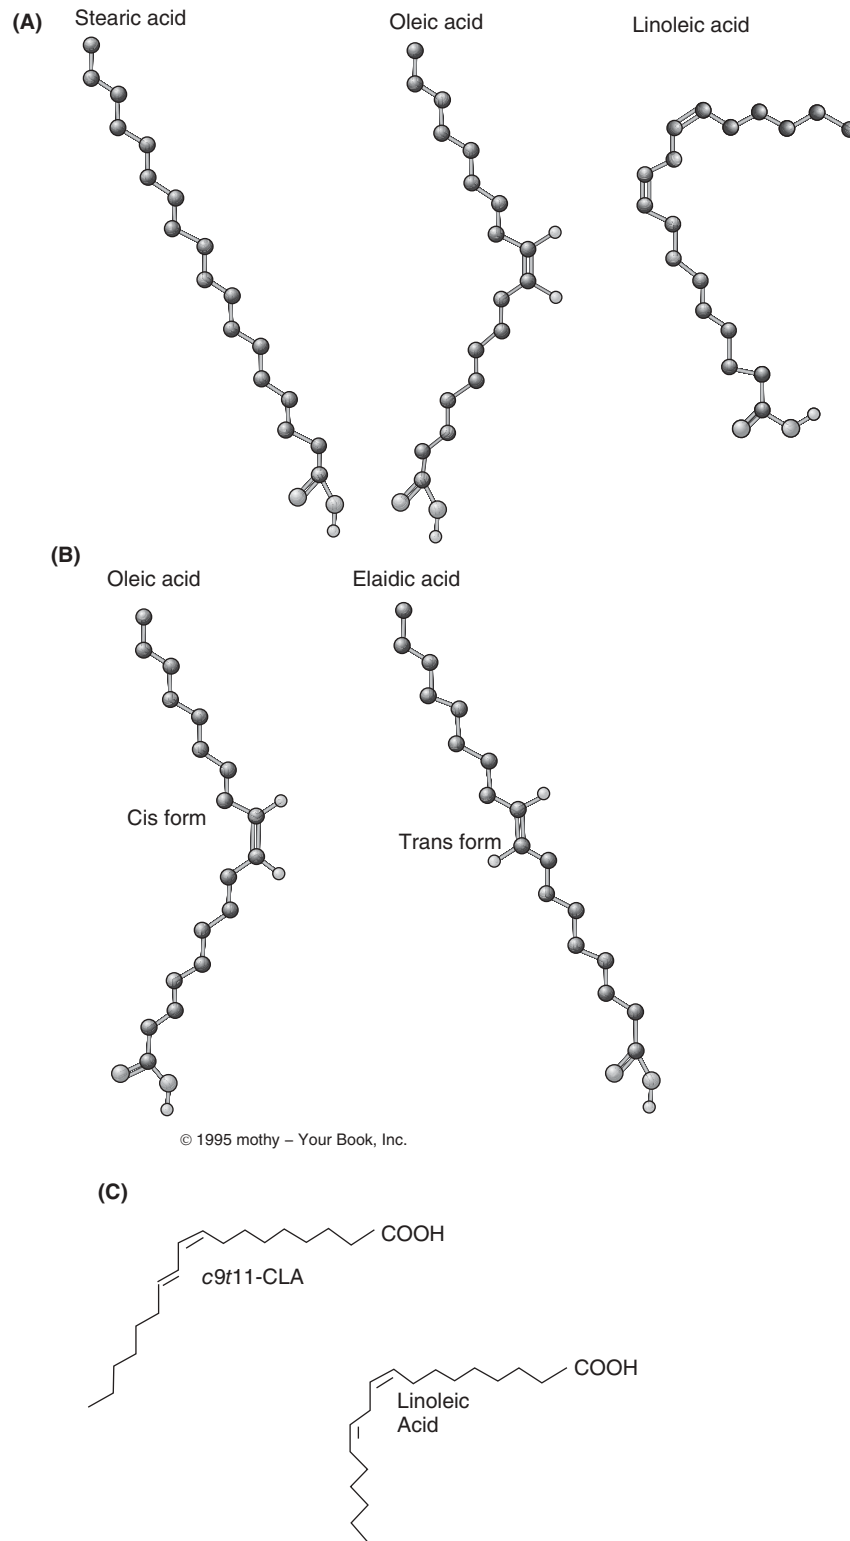 (A)
Stearic acid
Oleic acid
Linoleic acid
(B)
Oleic acid
Elaidic acid
Cis form
Trans form
© 1995 mothy – Your Book, Inc.
(C)
COOH
c9t11-CLA
COOH
Linoleic
Acid